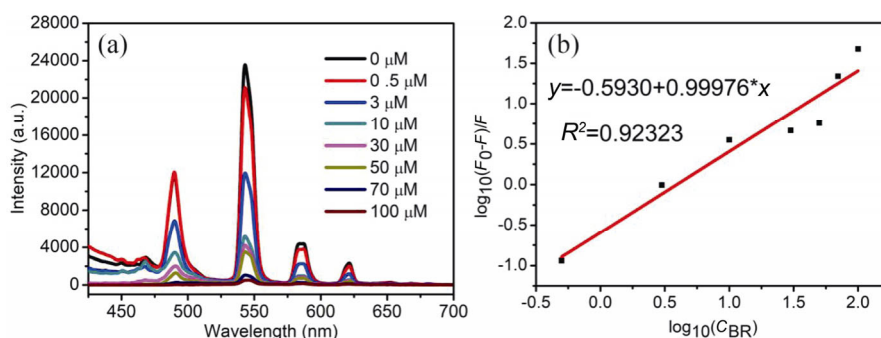 (a)
28000
24000
20000
16000
12000
8000
4000
0
Intensity (a.u.)
0 μM
0 .5 μM
3 μM
10 μM
30 μM
50 μM
70 μM
100 μM
450 500 550 600 650 700
Wavelength (nm)
(b)
2.0
1.5
1.0
0.5
0.0
-0.5
-1.0
log10(F0-F)/F
y=-0.5930+0.99976*x
R²=0.92323
-0.5 0.0 0.5 1.0 1.5 2.0
log10(CBR)